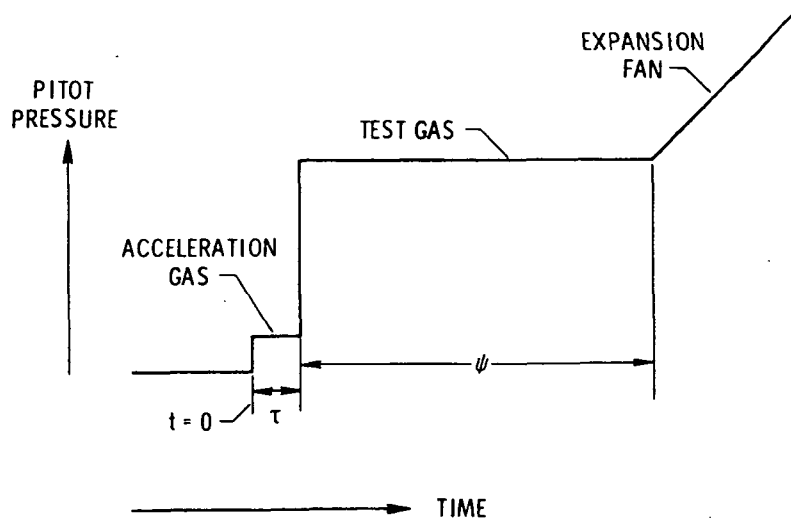 EXPANSION
FAN
PITOT
PRESSURE
TEST GAS
ACCELERATION
GAS
ψ
t = 0
τ
TIME